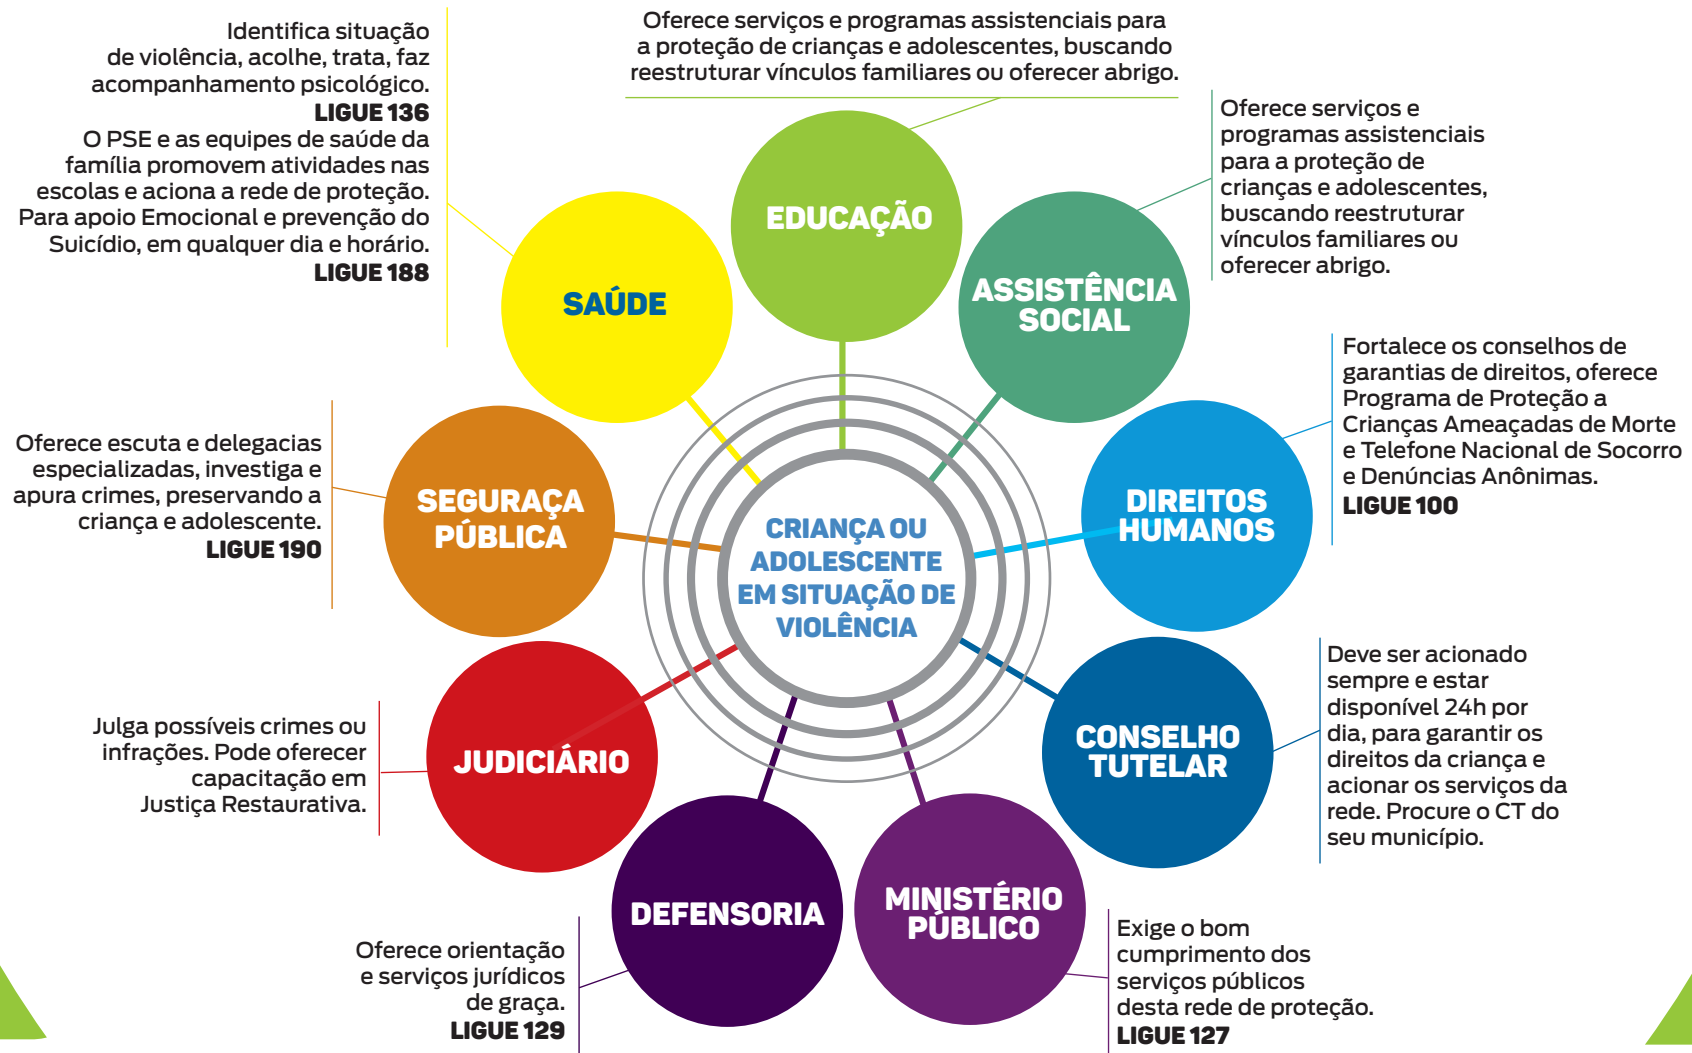 Identifica situação
de violência, acolhe, trata, faz
acompanhamento psicológico.
LIGUE 136
O PSE e as equipes de saúde da
família promovem atividades nas
escolas e aciona a rede de proteção.
Para apoio Emocional e prevenção do
Suicídio, em qualquer dia e horário.
LIGUE 188
SAÚDE
Oferece serviços e programas assistenciais para
a proteção de crianças e adolescentes, buscando
reestruturar vínculos familiares ou oferecer abrigo.
EDUCAÇÃO
Oferece serviços e
programas assistenciais
para a proteção de
crianças e adolescentes,
buscando reestruturar
vínculos familiares ou
oferecer abrigo.
ASSISTÊNCIA
SOCIAL
Fortalece os conselhos de
garantias de direitos, oferece
Programa de Proteção a
Crianças Ameaçadas de Morte
e Telefone Nacional de Socorro
e Denúncias Anônimas.
LIGUE 100
DIREITOS
HUMANOS
Oferece escuta e delegacias
especializadas, investiga e
apura crimes, preservando a
criança e adolescente.
LIGUE 190
SEGURAÇA
PÚBLICA
CRIANÇA OU
ADOLESCENTE
EM SITUAÇÃO DE
VIOLÊNCIA
Deve ser acionado
sempre e estar
disponível 24h por
dia, para garantir os
direitos da criança e
acionar os serviços da
rede. Procure o CT do
seu município.
CONSELHO
TUTELAR
Julga possíveis crimes ou
infrações. Pode oferecer
capacitação em
Justiça Restaurativa.
JUDICIÁRIO
DEFENSORIA
Oferece orientação
e serviços jurídicos
de graça.
LIGUE 129
MINISTÉRIO
PÚBLICO
Exige o bom
cumprimento dos
serviços públicos
desta rede de proteção.
LIGUE 127